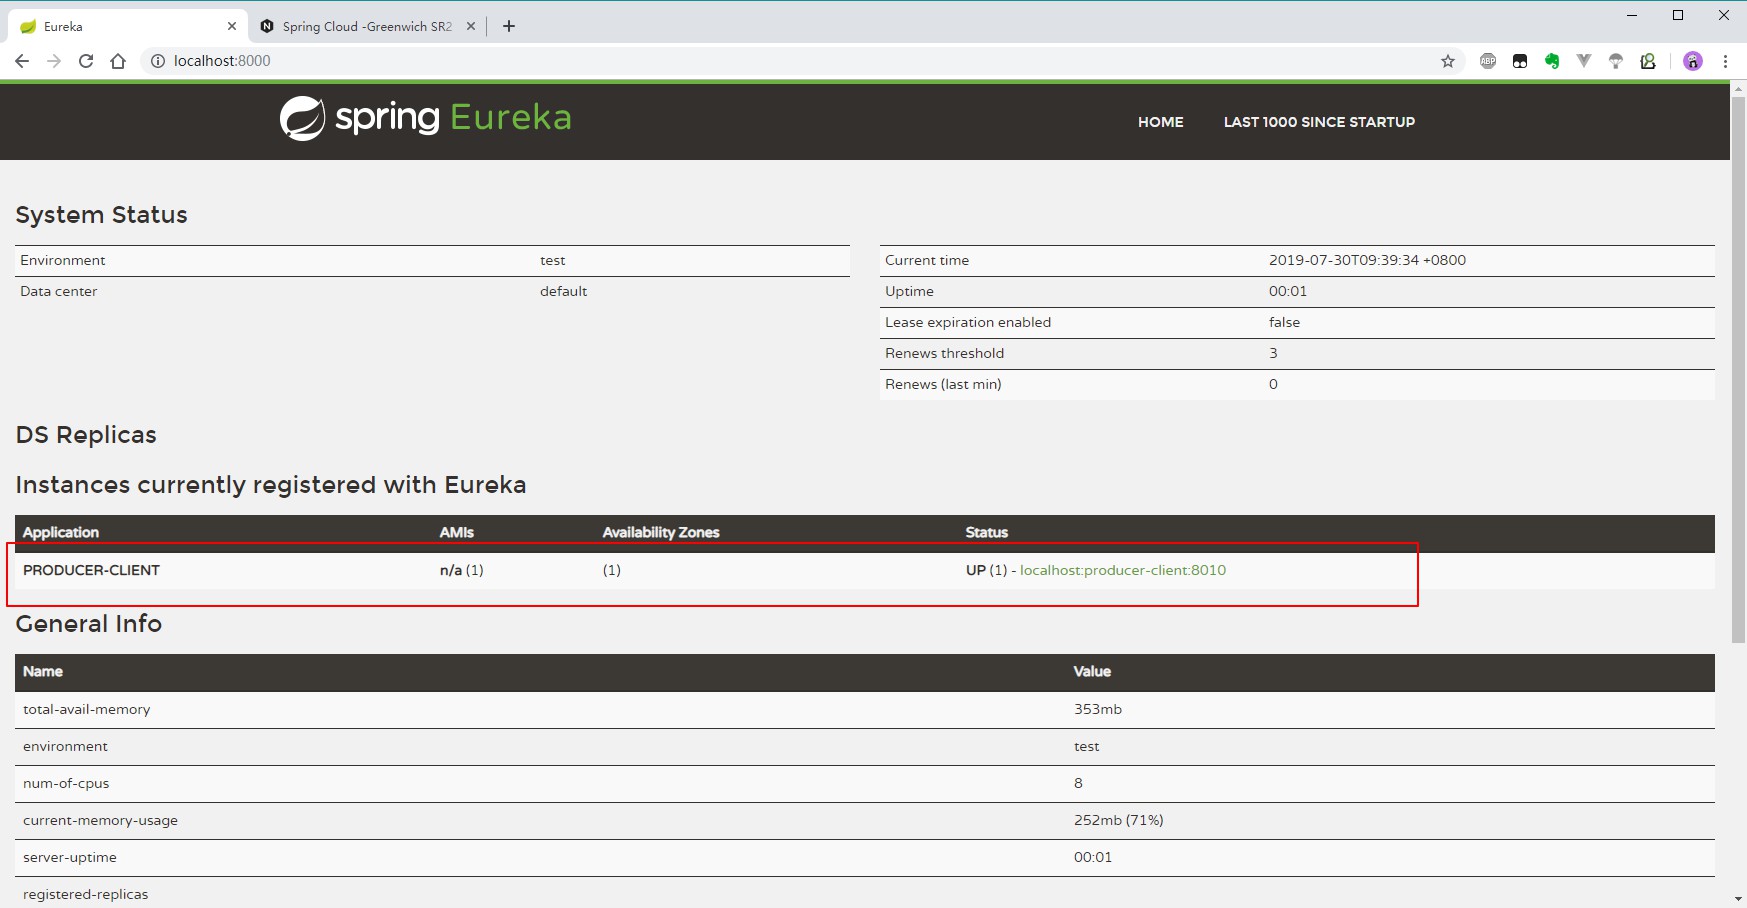 Eureka
Spring Cloud -Greenwich SR2
localhost:8000
ABP
spring Eureka
HOME LAST 1000 SINCE STARTUP
System Status
Environment test
Data center default
Current time 2019-07-30T09:39:34 +0800
Uptime 00:01
Lease expiration enabled false
Renews threshold 3
Renews (last min) 0
DS Replicas
Instances currently registered with Eureka
Application AMIs Availability Zones Status
PRODUCER-CLIENT n/a (1) (1) UP (1) - localhost:producer-client:8010
General Info
Name Value
total-avail-memory 353mb
environment test
num-of-cpus 8
current-memory-usage 252mb (71%)
server-uptime 00:01
registered-replicas